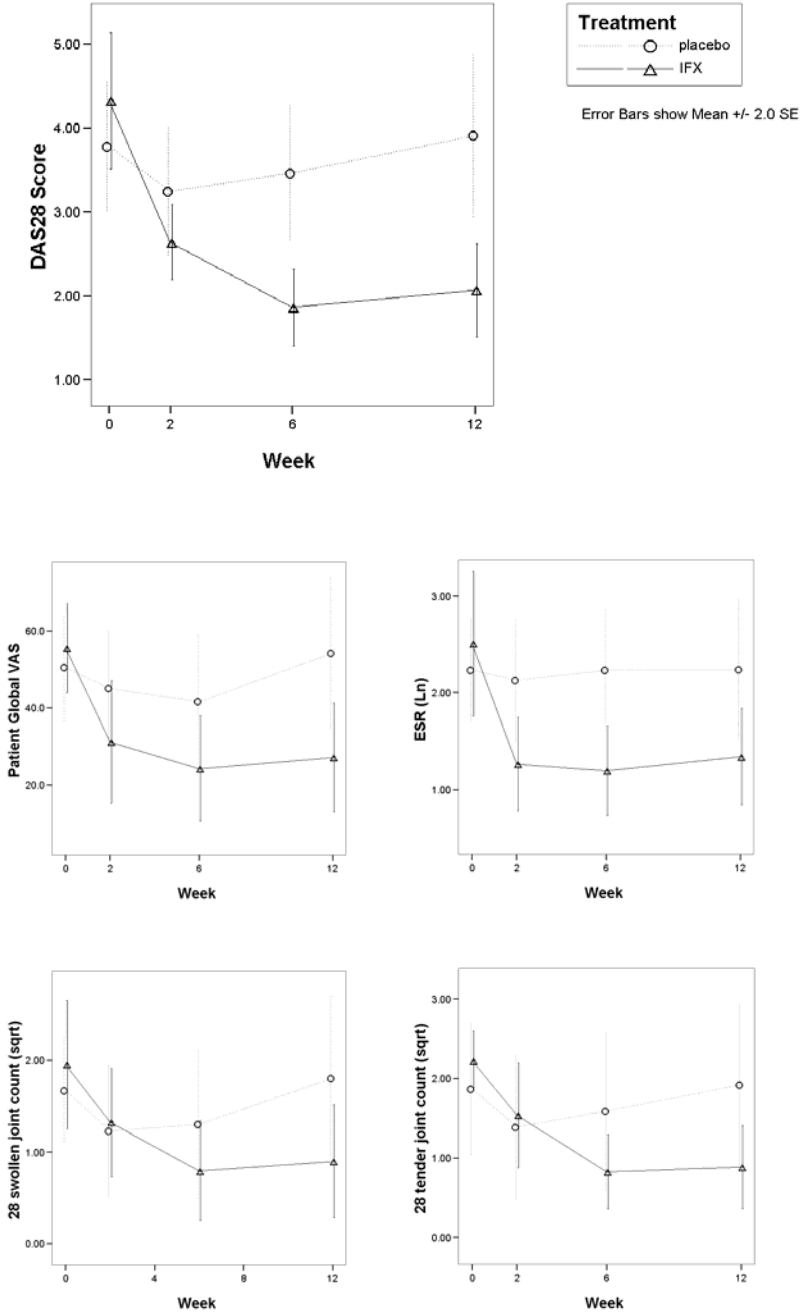 Treatment
placebo
IFX
Error Bars show Mean +/- 2.0 SE
DAS28 Score
5.00
4.00
3.00
2.00
1.00
0 2 6 12
Week
Patient Global VAS
60.0
40.0
20.0
0 2 6 12
Week
ESR (Ln)
3.00
2.00
1.00
0 2 6 12
Week
28 swollen joint count (sqrt)
2.00
1.00
0.00
0 4 8 12
Week
28 tender joint count (sqrt)
3.00
2.00
1.00
0.00
0 2 6 12
Week